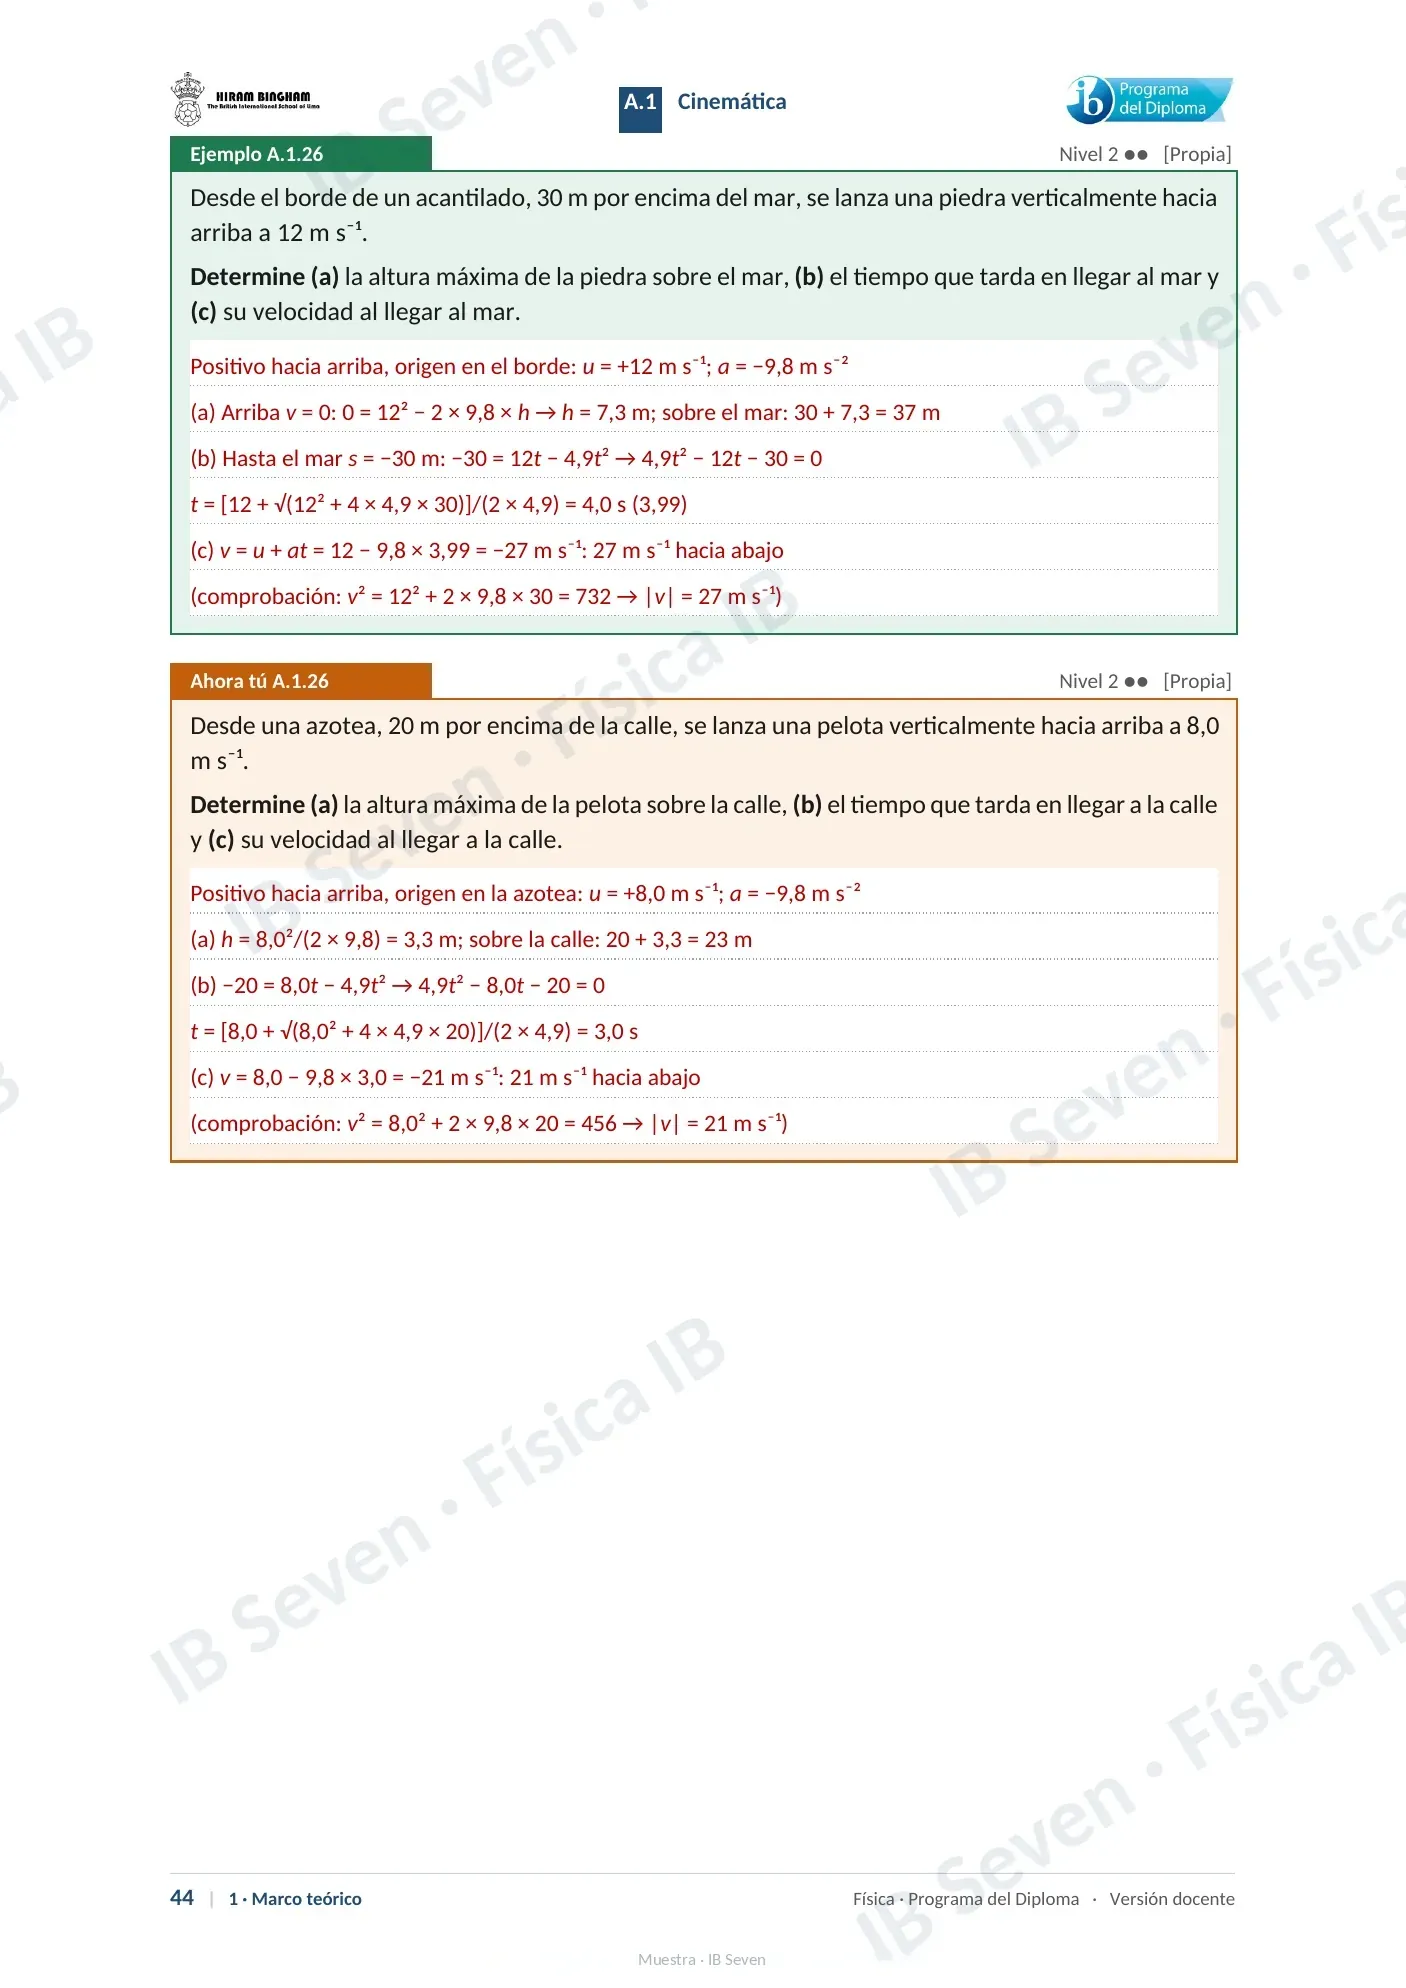 HIRAM BINGHAM
The British International School of Lima
A.1 Cinemática
Programa
del Diploma
Ejemplo A.1.26
Nivel 2 ●● [Propia]
Desde el borde de un acantilado, 30 m por encima del mar, se lanza una piedra verticalmente hacia
arriba a 12 m s⁻¹.
Determine (a) la altura máxima de la piedra sobre el mar, (b) el tiempo que tarda en llegar al mar y
(c) su velocidad al llegar al mar.
Positivo hacia arriba, origen en el borde: u = +12 m s⁻¹; a = −9,8 m s⁻²
(a) Arriba v = 0: 0 = 12² − 2 × 9,8 × h → h = 7,3 m; sobre el mar: 30 + 7,3 = 37 m
(b) Hasta el mar s = −30 m: −30 = 12t − 4,9t² → 4,9t² − 12t − 30 = 0
t = [12 + √(12² + 4 × 4,9 × 30)]/(2 × 4,9) = 4,0 s (3,99)
(c) v = u + at = 12 − 9,8 × 3,99 = −27 m s⁻¹: 27 m s⁻¹ hacia abajo
(comprobación: v² = 12² + 2 × 9,8 × 30 = 732 → |v| = 27 m s⁻¹)
Ahora tú A.1.26
Nivel 2 ●● [Propia]
Desde una azotea, 20 m por encima de la calle, se lanza una pelota verticalmente hacia arriba a 8,0
m s⁻¹.
Determine (a) la altura máxima de la pelota sobre la calle, (b) el tiempo que tarda en llegar a la calle
y (c) su velocidad al llegar a la calle.
Positivo hacia arriba, origen en la azotea: u = +8,0 m s⁻¹; a = −9,8 m s⁻²
(a) h = 8,0²/(2 × 9,8) = 3,3 m; sobre la calle: 20 + 3,3 = 23 m
(b) −20 = 8,0t − 4,9t² → 4,9t² − 8,0t − 20 = 0
t = [8,0 + √(8,0² + 4 × 4,9 × 20)]/(2 × 4,9) = 3,0 s
(c) v = 8,0 − 9,8 × 3,0 = −21 m s⁻¹: 21 m s⁻¹ hacia abajo
(comprobación: v² = 8,0² + 2 × 9,8 × 20 = 456 → |v| = 21 m s⁻¹)
IB Seven · Física IB
44 | 1 · Marco teórico
Física · Programa del Diploma · Versión docente
Muestra · IB Seven